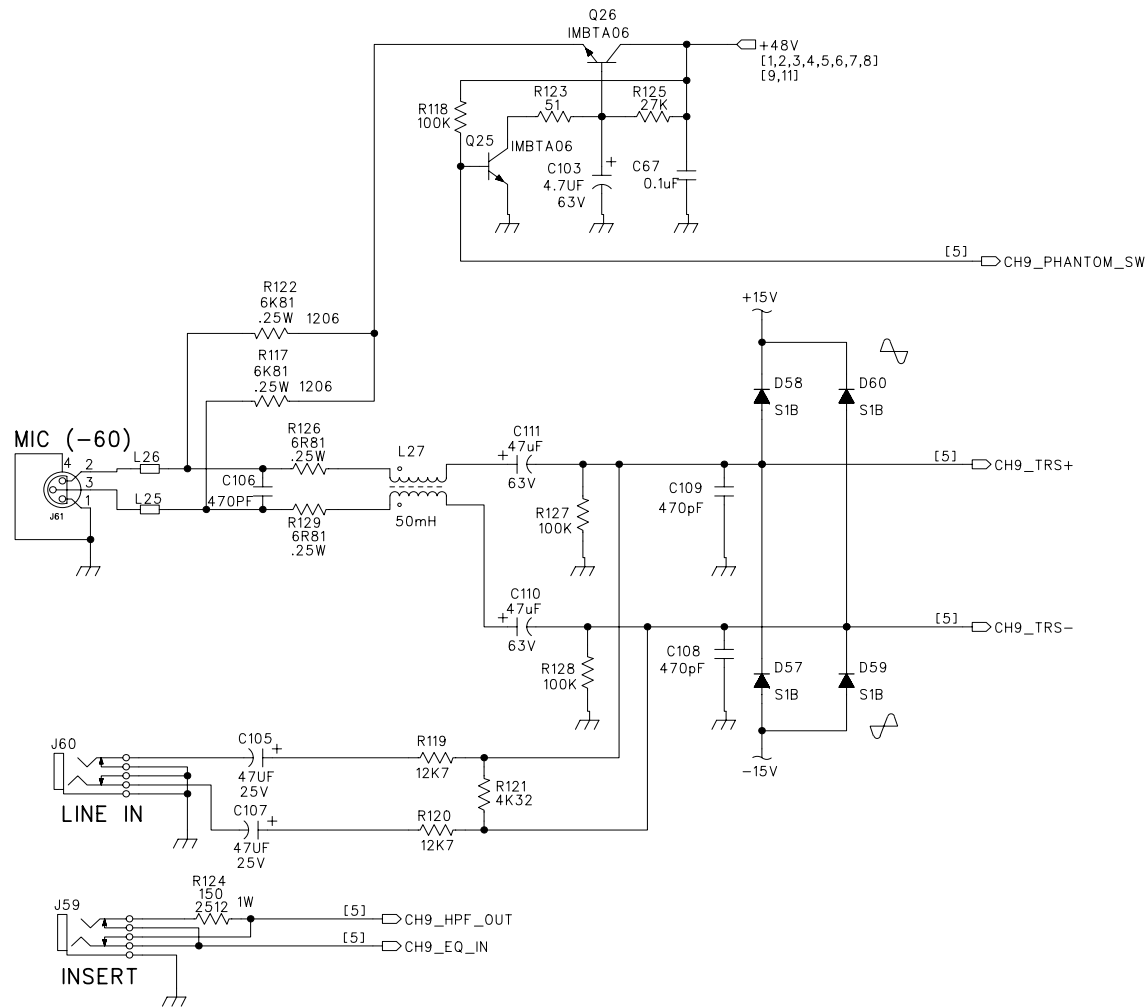 Q26
IMBTA06
+48V
[1,2,3,4,5,6,7,8]
[9,11]
R123
51
R125
27K
R118
100K
Q25
IMBTA06
C103
4.7UF
63V
+
C67
0.1uF
[5]
CH9_PHANTOM_SW
R122
6K81
.25W
1206
R117
6K81
.25W
1206
+15V
D58
S1B
D60
S1B
MIC (-60)
4
2
3
1
J61
L26
L25
C106
470PF
R126
6R81
.25W
R129
6R81
.25W
L27
50mH
C111
47uF
+
63V
R127
100K
C109
470pF
[5]
CH9_TRS+
C110
47uF
+
63V
R128
100K
C108
470pF
[5]
CH9_TRS-
D57
S1B
D59
S1B
-15V
J60
LINE IN
C105
+
47UF
25V
C107
+
47UF
25V
R119
12K7
R121
4K32
R120
12K7
J59
INSERT
R124
150
2512
1W
[5]
CH9_HPF_OUT
[5]
CH9_EQ_IN